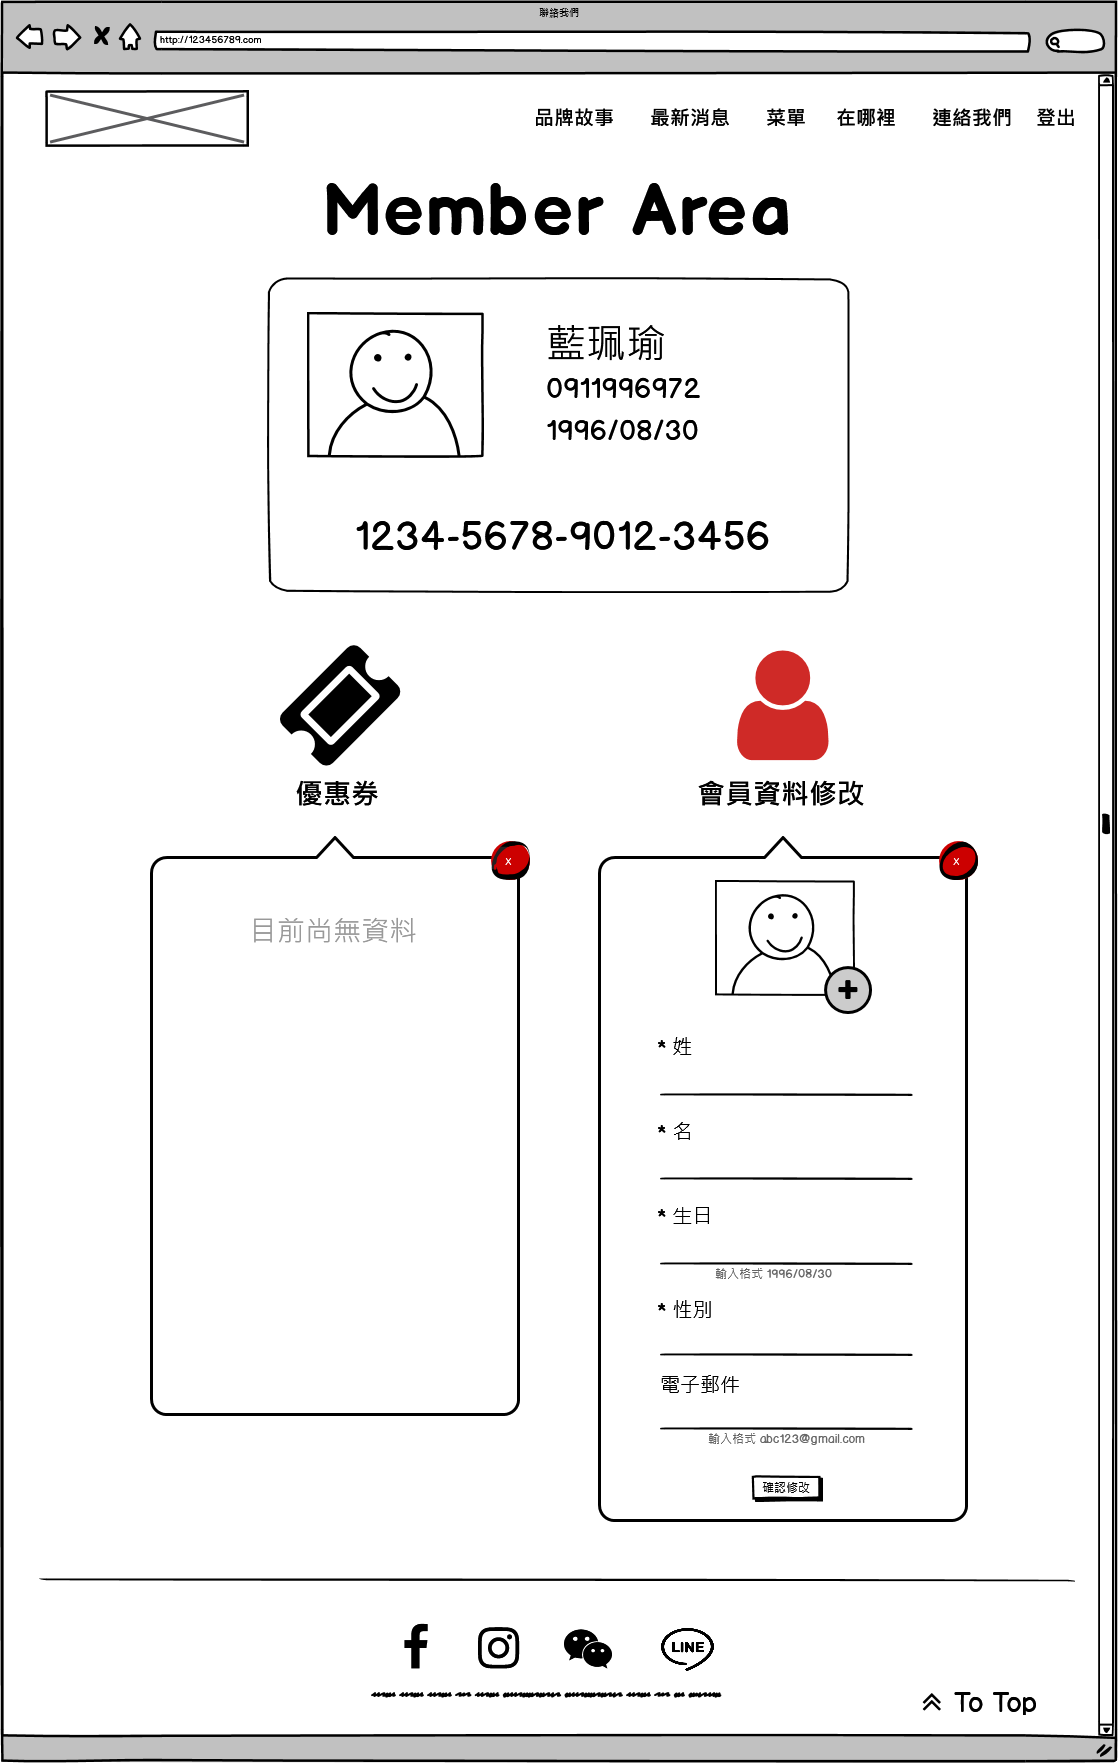 聯絡我們
http://123456789.com
品牌故事 最新消息 菜單 在哪裡 連絡我們 登出
Member Area
藍珮瑜
0911996972
1996/08/30
1234-5678-9012-3456
優惠券
會員資料修改
x
x
目前尚無資料
* 姓
* 名
* 生日
輸入格式 1996/08/30
* 性別
電子郵件
輸入格式 abc123@gmail.com
確認修改
LINE
To Top